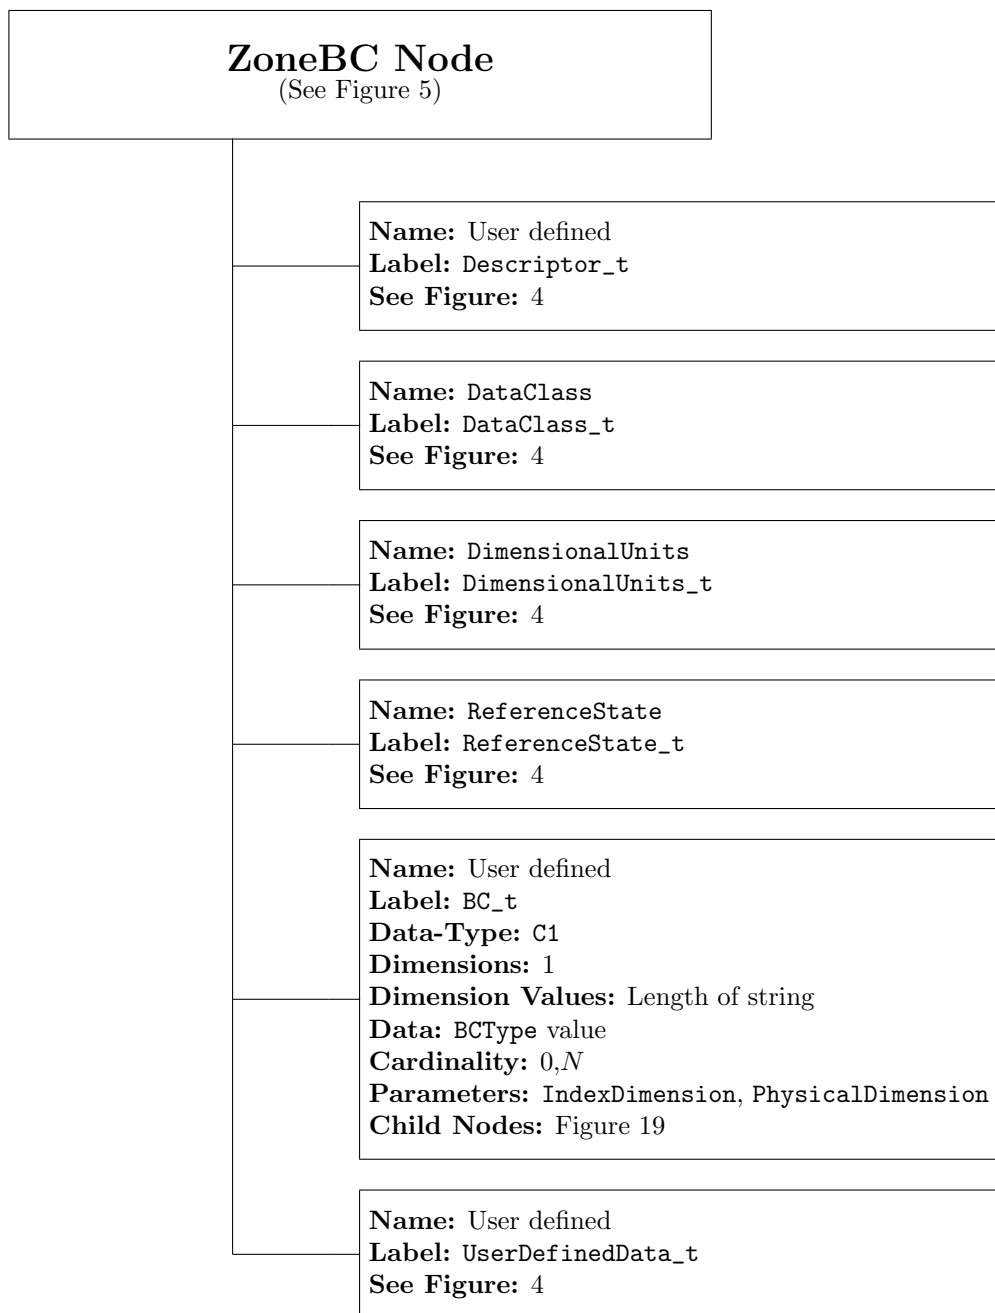 ZoneBC Node
(See Figure 5)
Name: User defined
Label: Descriptor_t
See Figure: 4
Name: DataClass
Label: DataClass_t
See Figure: 4
Name: DimensionalUnits
Label: DimensionalUnits_t
See Figure: 4
Name: ReferenceState
Label: ReferenceState_t
See Figure: 4
Name: User defined
Label: BC_t
Data-Type: C1
Dimensions: 1
Dimension Values: Length of string
Data: BCType value
Cardinality: 0,N
Parameters: IndexDimension, PhysicalDimension
Child Nodes: Figure 19
Name: User defined
Label: UserDefinedData_t
See Figure: 4